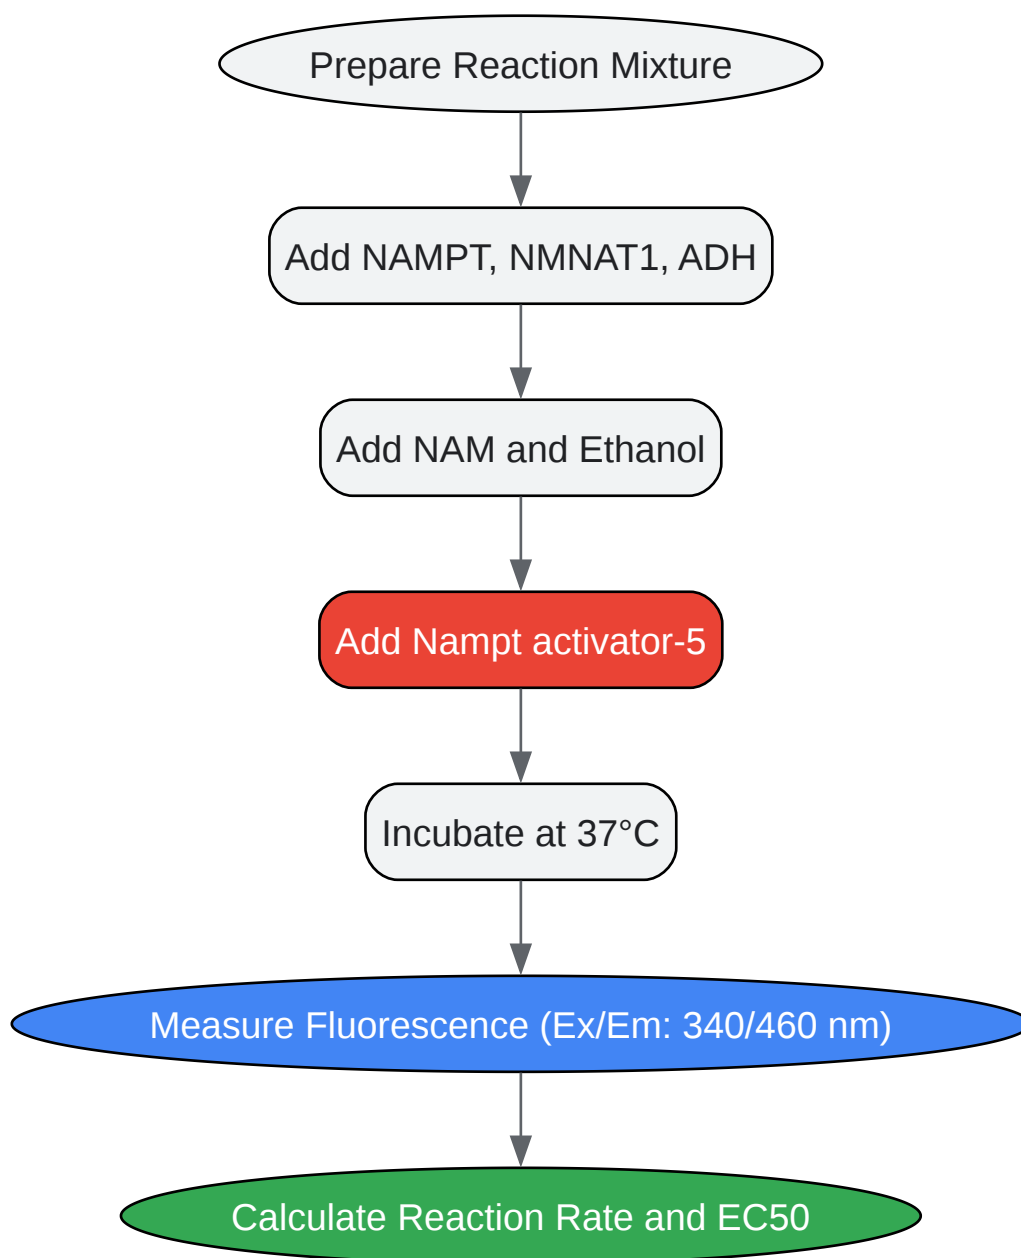 Prepare Reaction Mixture
Add NAMPT, NMNAT1, ADH
Add NAM and Ethanol
Add Nampt activator-5
Incubate at 37°C
Measure Fluorescence (Ex/Em: 340/460 nm)
Calculate Reaction Rate and EC50